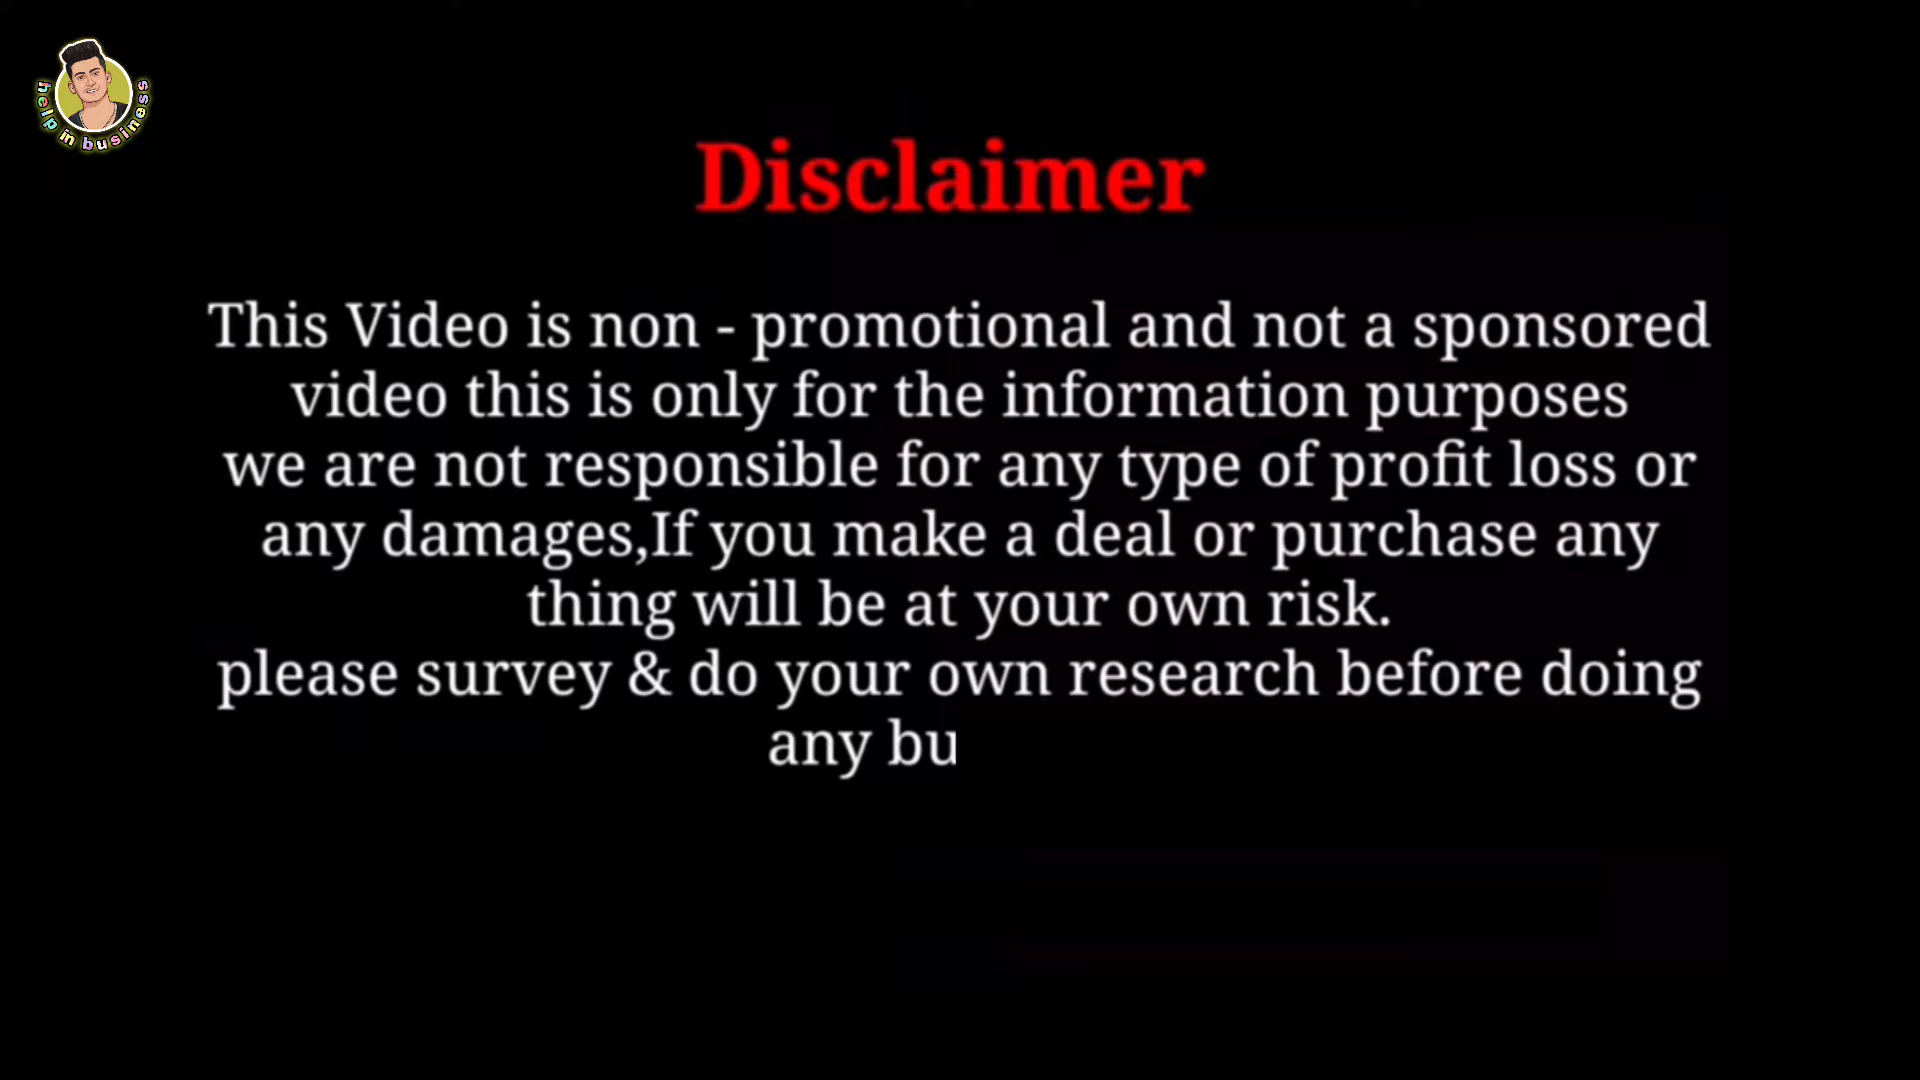 help in business
Disclaimer
This Video is non - promotional and not a sponsored
video this is only for the information purposes
we are not responsible for any type of profit loss or
any damages,If you make a deal or purchase any
thing will be at your own risk.
please survey & do your own research before doing
any bu